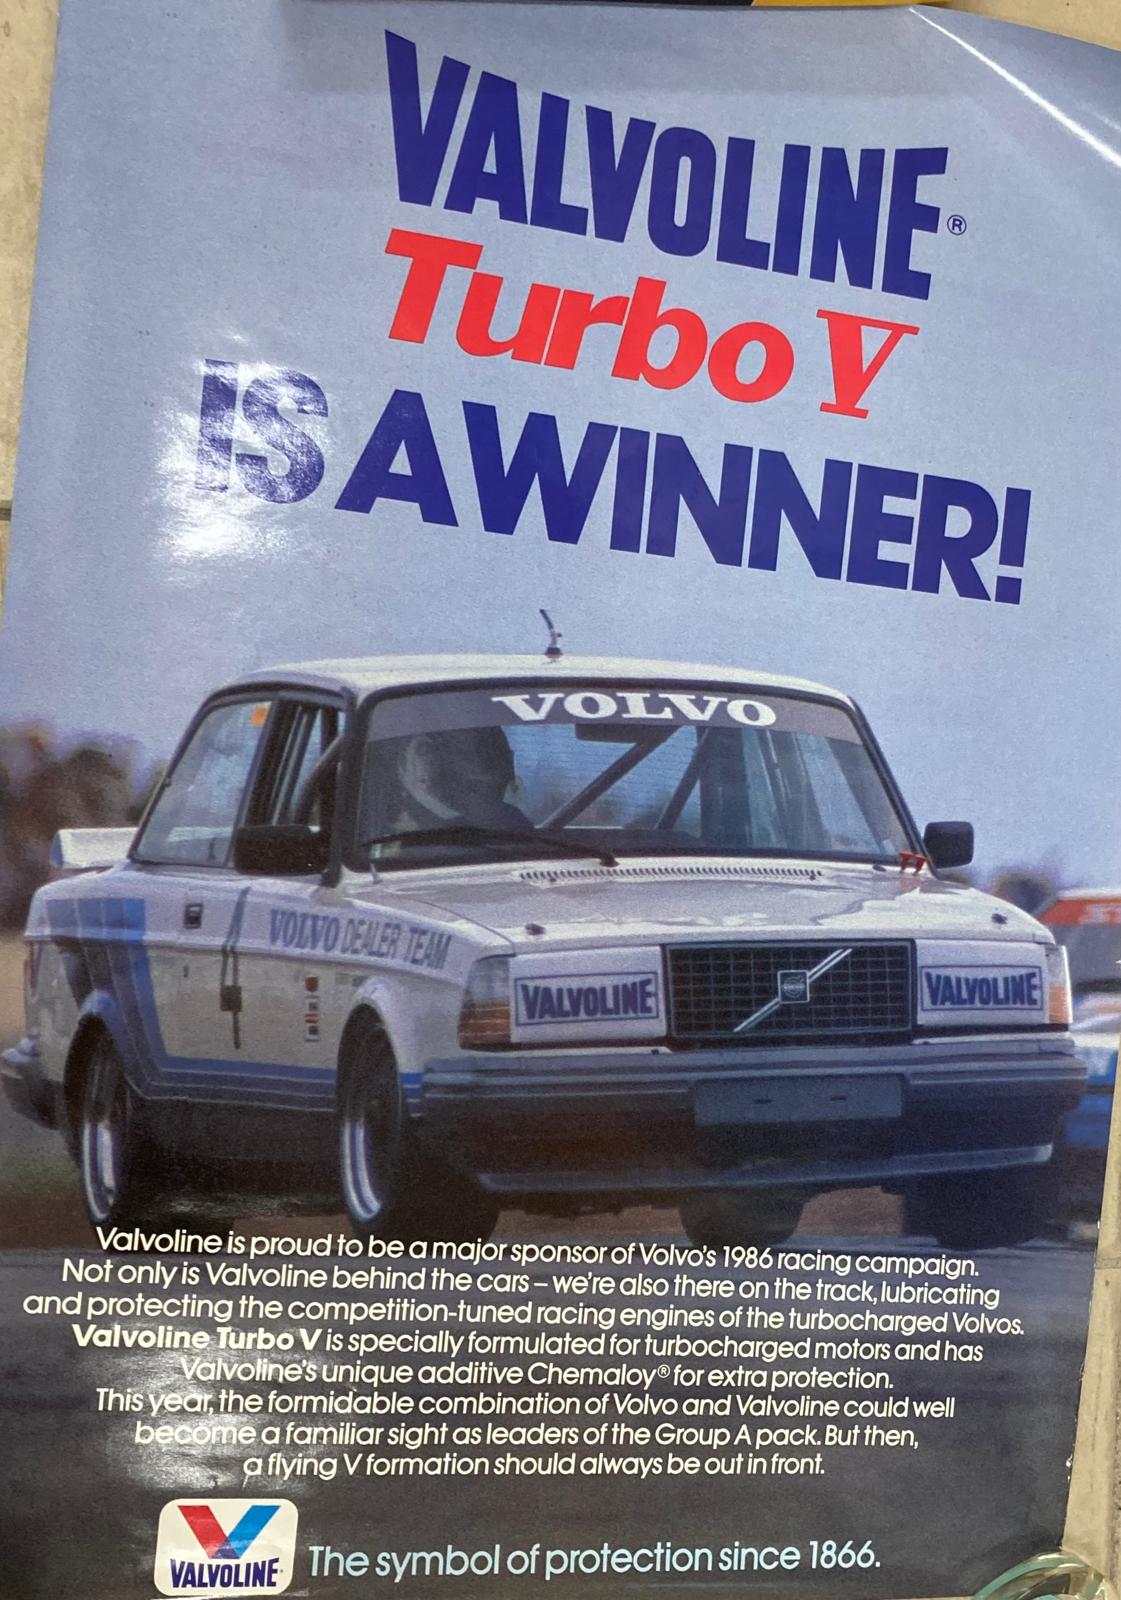 VALVOLINE®
Turbo V
IS A WINNER!
VOLVO
VOLVO DEALER TEAM
VALVOLINE
VALVOLINE
Valvoline is proud to be a major sponsor of Volvo's 1986 racing campaign.
Not only is Valvoline behind the cars – we're also there on the track, lubricating
and protecting the competition-tuned racing engines of the turbocharged Volvos.
Valvoline Turbo V is specially formulated for turbocharged motors and has
Valvoline's unique additive Chemaloy® for extra protection.
This year, the formidable combination of Volvo and Valvoline could well
become a familiar sight as leaders of the Group A pack. But then,
a flying V formation should always be out in front.
VALVOLINE
The symbol of protection since 1866.